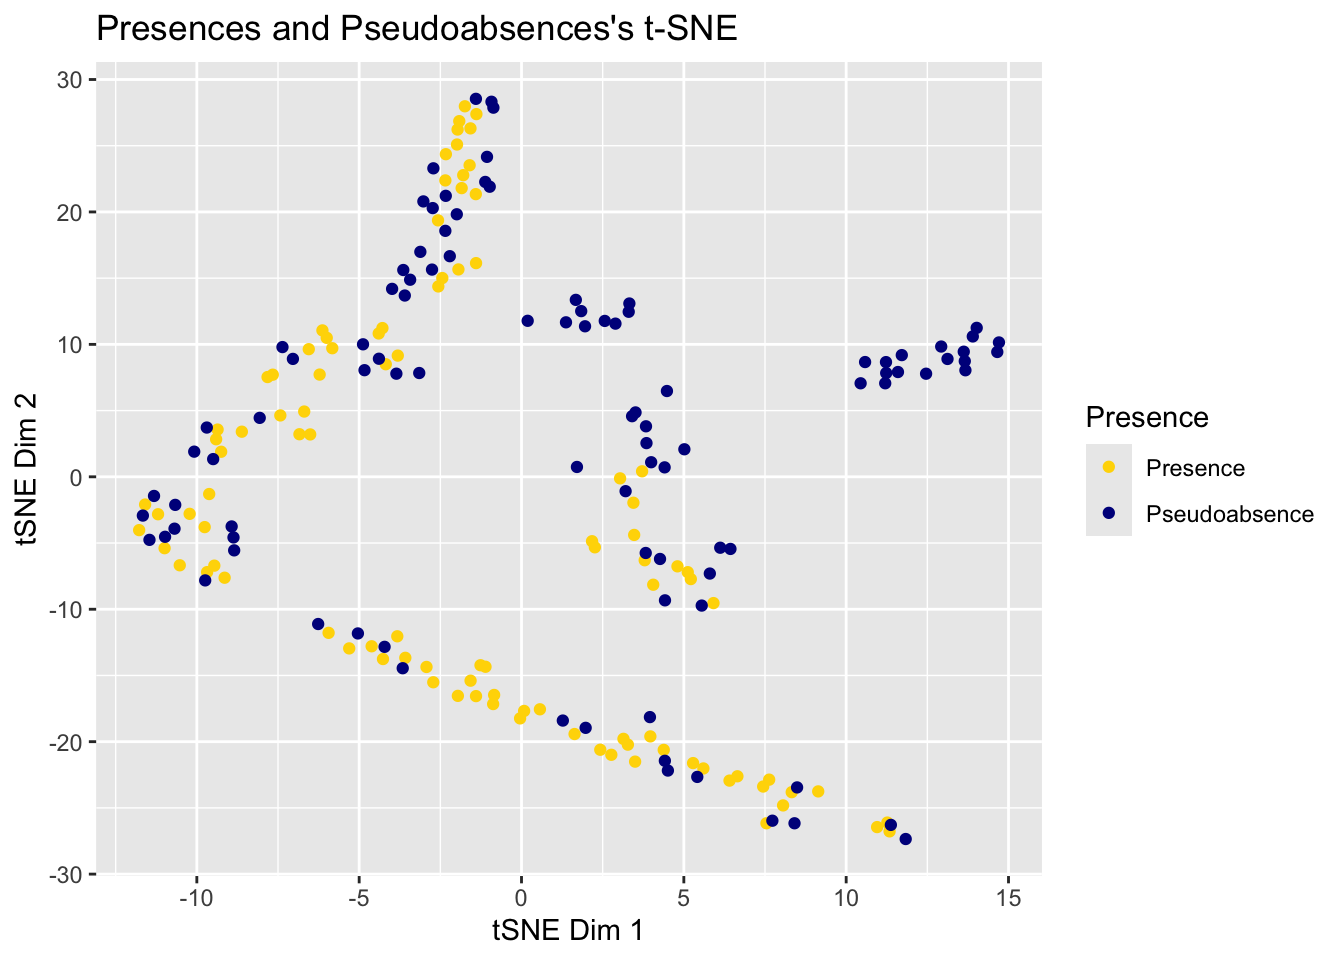 Presences and Pseudoabsences's t-SNE
30
20
10
0
-10
-20
-30
tSNE Dim 2
-10
-5
0
5
10
15
tSNE Dim 1
Presence
Presence
Pseudoabsence